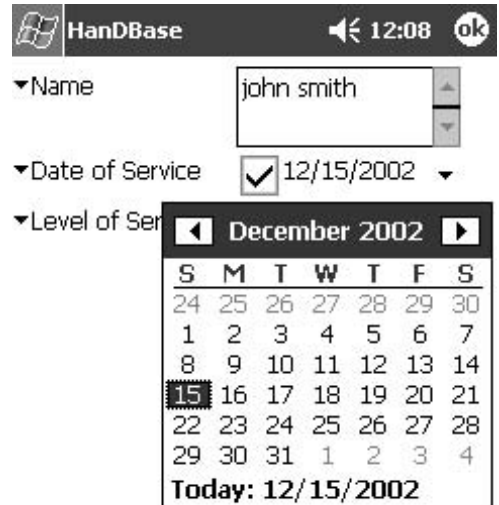 HanDBase 12:08 ok
Name john smith
Date of Service 12/15/2002
Level of Ser
December 2002
S M T W T F S
24 25 26 27 28 29 30
1 2 3 4 5 6 7
8 9 10 11 12 13 14
15 16 17 18 19 20 21
22 23 24 25 26 27 28
29 30 31 1 2 3 4
Today: 12/15/2002